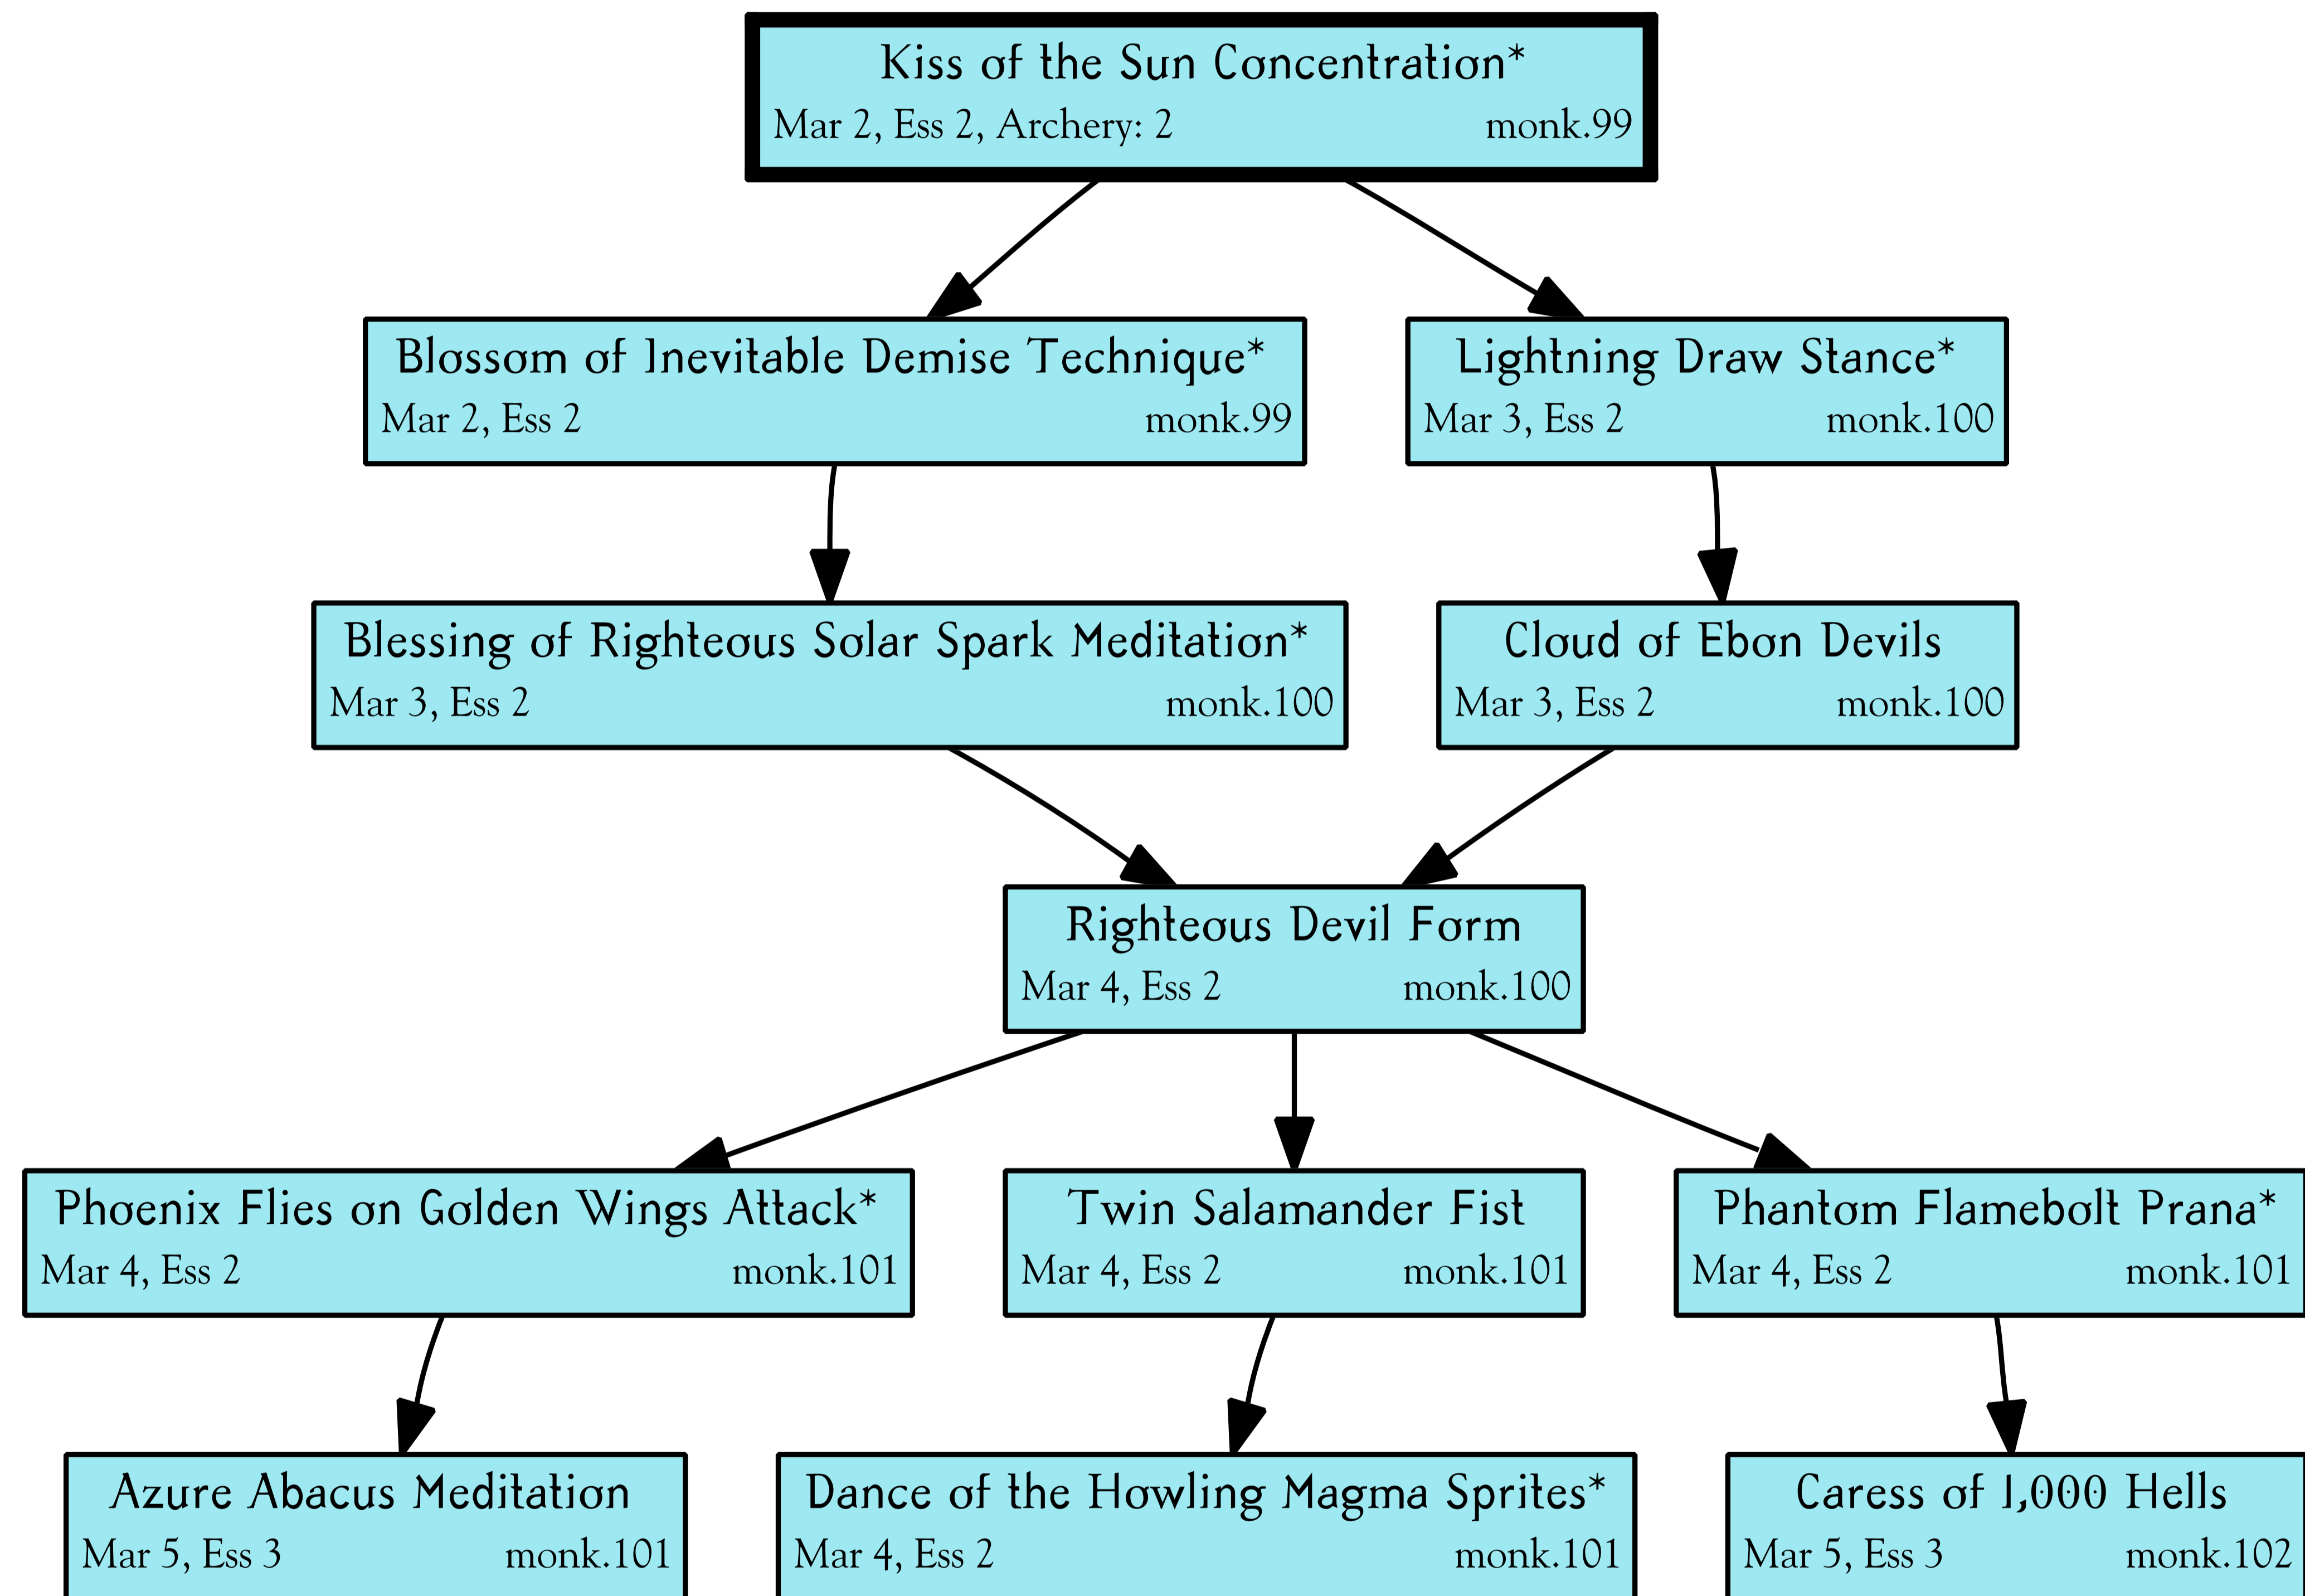 Kiss of the Sun Concentration*
Mar 2, Ess 2, Archery: 2 monk.99
Blossom of Inevitable Demise Technique*
Mar 2, Ess 2 monk.99
Lightning Draw Stance*
Mar 3, Ess 2 monk.100
Blessing of Righteous Solar Spark Meditation*
Mar 3, Ess 2 monk.100
Cloud of Ebon Devils
Mar 3, Ess 2 monk.100
Righteous Devil Form
Mar 4, Ess 2 monk.100
Phoenix Flies on Golden Wings Attack*
Mar 4, Ess 2 monk.101
Twin Salamander Fist
Mar 4, Ess 2 monk.101
Phantom Flamebolt Prana*
Mar 4, Ess 2 monk.101
Azure Abacus Meditation
Mar 5, Ess 3 monk.101
Dance of the Howling Magma Sprites*
Mar 4, Ess 2 monk.101
Caress of 1,000 Hells
Mar 5, Ess 3 monk.102